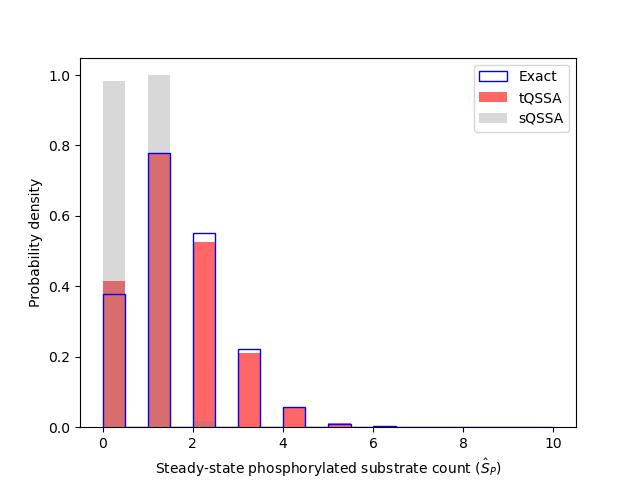 Exact
tQSSA
sQSSA
1.0
0.8
0.6
0.4
0.2
0.0
Probability density
0 2 4 6 8 10
Steady-state phosphorylated substrate count (Ŝ_P)